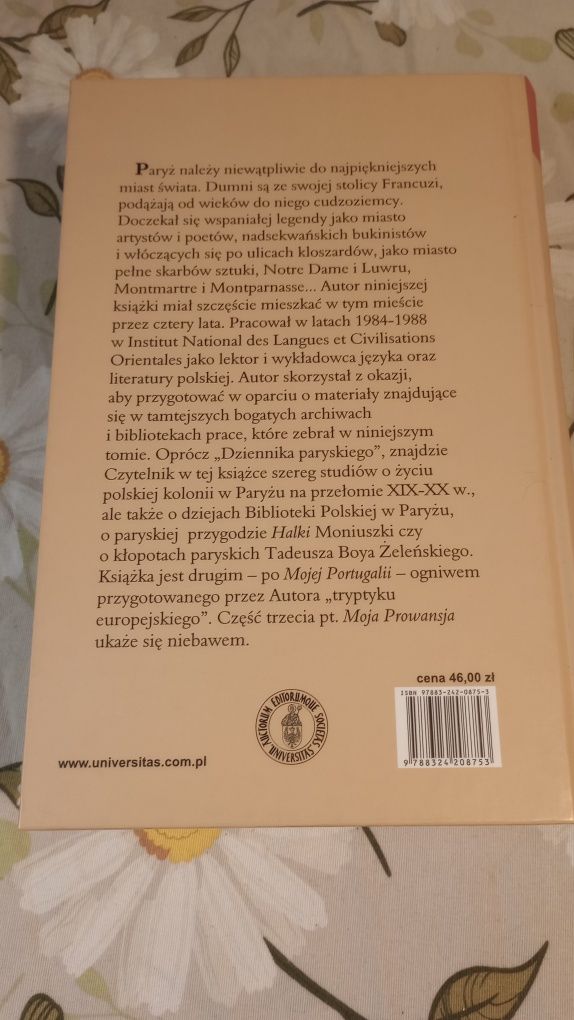 Paryż należy niewątpliwie do najpiękniejszych
miast świata. Dumni są ze swojej stolicy Francuzi,
podążają od wieków do niego cudzoziemcy.
Doczekał się wspaniałej legendy jako miasto
artystów i poetów, nadsekwańskich bukinistów
i włóczących się po ulicach kloszardów, jako miasto
pełne skarbów sztuki, Notre Dame i Luwru,
Montmartre i Montparnasse... Autor niniejszej
książki miał szczęście mieszkać w tym mieście
przez cztery lata. Pracował w latach 1984-1988
w Institut National des Langues et Civilisations
Orientales jako lektor i wykładowca języka oraz
literatury polskiej. Autor skorzystał z okazji,
aby przygotować w oparciu o materiały znajdujące
się w tamtejszych bogatych archiwach
i bibliotekach prace, które zebrał w niniejszym
tomie. Oprócz „Dziennika paryskiego”, znajdzie
Czytelnik w tej książce szereg studiów o życiu
polskiej kolonii w Paryżu na przełomie XIX-XX w.,
ale także o dziejach Biblioteki Polskiej w Paryżu,
o paryskiej przygodzie Halki Moniuszki czy
o kłopotach paryskich Tadeusza Boya Żeleńskiego.
Książka jest drugim – po Mojej Portugalii – ogniwem
przygotowanego przez Autora „tryptyku
europejskiego”. Część trzecia pt. Moja Prowansja
ukaże się niebawem.
cena 46,00 zł
ISBN 97883-242-0875-3
9 788324 208753
AUCTORUM EDITORUMQUE SOCIETAS
UNIVERSITAS
www.universitas.com.pl